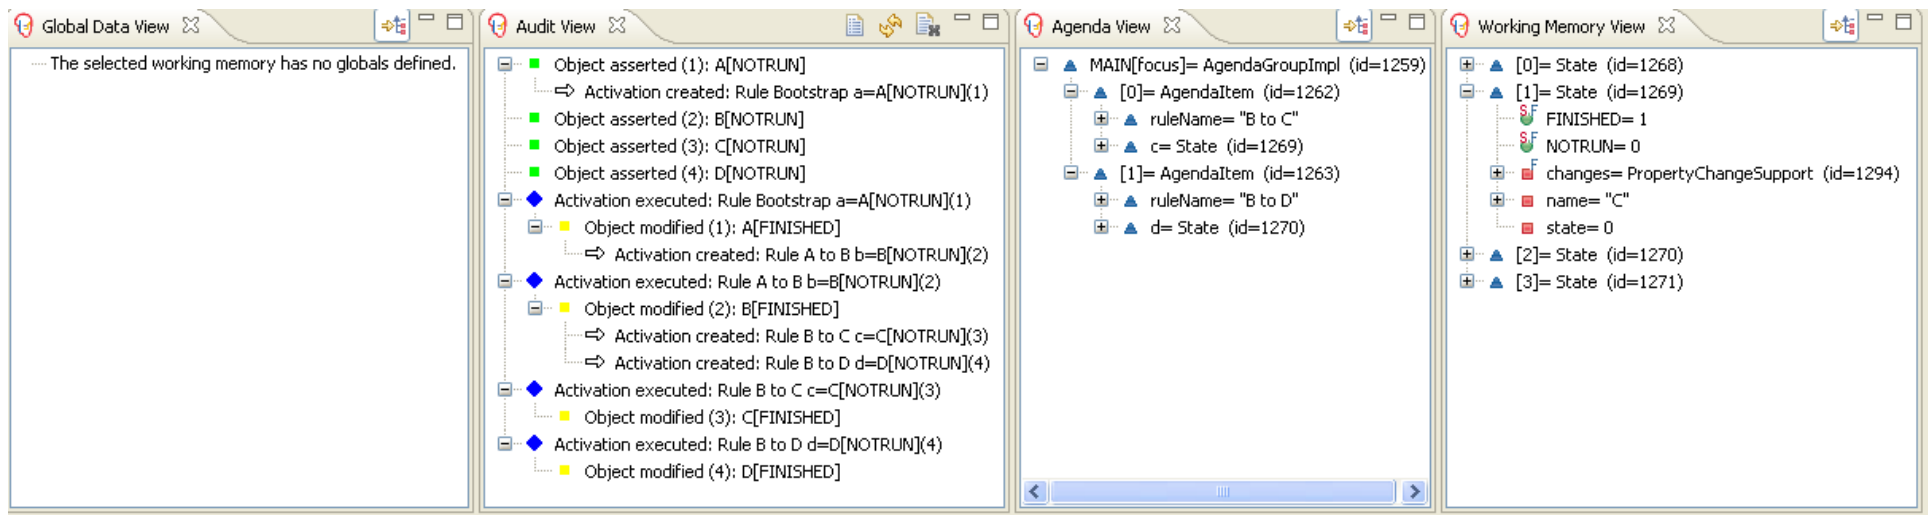 Global Data View
The selected working memory has no globals defined.
Audit View
Object asserted (1): A[NOTRUN]
Activation created: Rule Bootstrap a=A[NOTRUN](1)
Object asserted (2): B[NOTRUN]
Object asserted (3): C[NOTRUN]
Object asserted (4): D[NOTRUN]
Activation executed: Rule Bootstrap a=A[NOTRUN](1)
Object modified (1): A[FINISHED]
Activation created: Rule A to B b=B[NOTRUN](2)
Activation executed: Rule A to B b=B[NOTRUN](2)
Object modified (2): B[FINISHED]
Activation created: Rule B to C c=C[NOTRUN](3)
Activation created: Rule B to D d=D[NOTRUN](4)
Activation executed: Rule B to C c=C[NOTRUN](3)
Object modified (3): C[FINISHED]
Activation executed: Rule B to D d=D[NOTRUN](4)
Object modified (4): D[FINISHED]
Agenda View
MAIN[focus]= AgendaGroupImpl (id=1259)
[0]= AgendaItem (id=1262)
ruleName= "B to C"
c= State (id=1269)
[1]= AgendaItem (id=1263)
ruleName= "B to D"
d= State (id=1270)
Working Memory View
[0]= State (id=1268)
[1]= State (id=1269)
S F FINISHED= 1
S F NOTRUN= 0
F changes= PropertyChangeSupport (id=1294)
name= "C"
state= 0
[2]= State (id=1270)
[3]= State (id=1271)